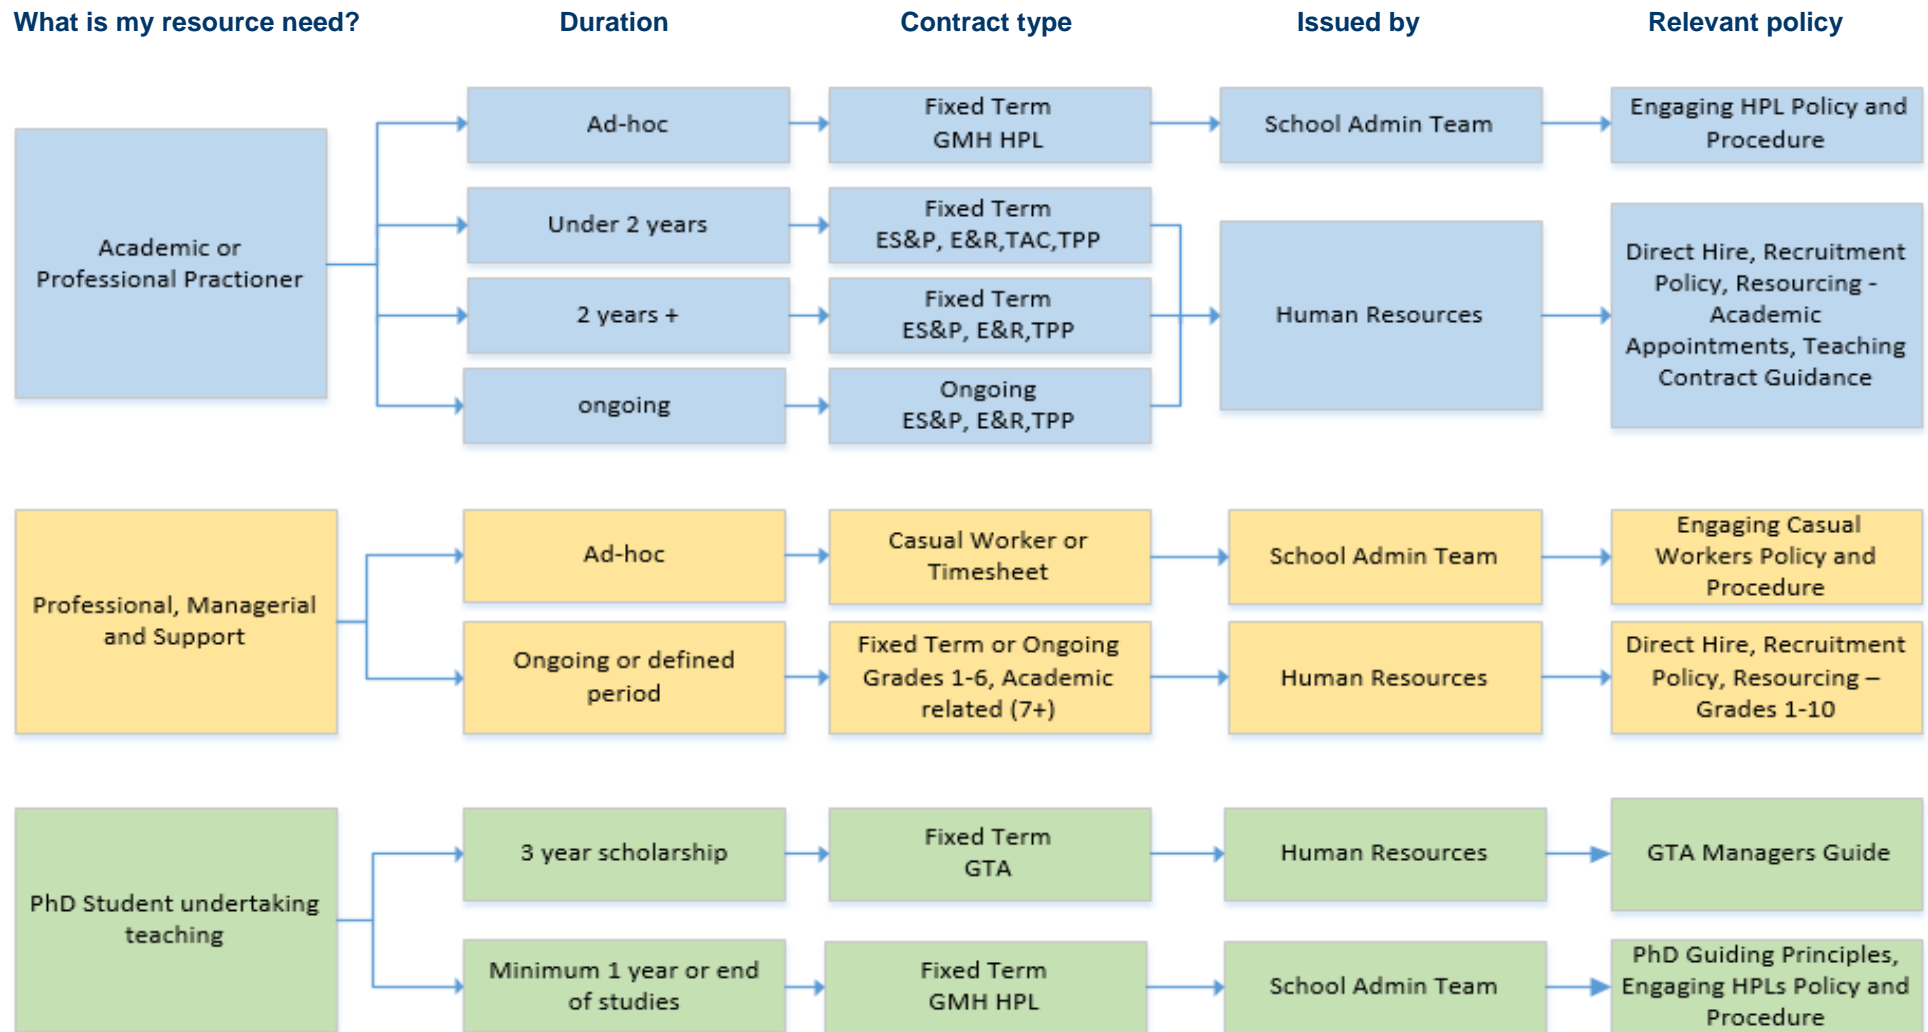 What is my resource need?
Duration
Contract type
Issued by
Relevant policy
Academic or
Professional Practioner
Ad-hoc
Fixed Term
GMH HPL
School Admin Team
Engaging HPL Policy and
Procedure
Under 2 years
Fixed Term
ES&P, E&R,TAC,TPP
2 years +
Fixed Term
ES&P, E&R,TPP
ongoing
Ongoing
ES&P, E&R,TPP
Human Resources
Direct Hire, Recruitment
Policy, Resourcing -
Academic
Appointments, Teaching
Contract Guidance
Professional, Managerial
and Support
Ad-hoc
Casual Worker or
Timesheet
School Admin Team
Engaging Casual
Workers Policy and
Procedure
Ongoing or defined
period
Fixed Term or Ongoing
Grades 1-6, Academic
related (7+)
Human Resources
Direct Hire, Recruitment
Policy, Resourcing –
Grades 1-10
PhD Student undertaking
teaching
3 year scholarship
Fixed Term
GTA
Human Resources
GTA Managers Guide
Minimum 1 year or end
of studies
Fixed Term
GMH HPL
School Admin Team
PhD Guiding Principles,
Engaging HPLs Policy and
Procedure